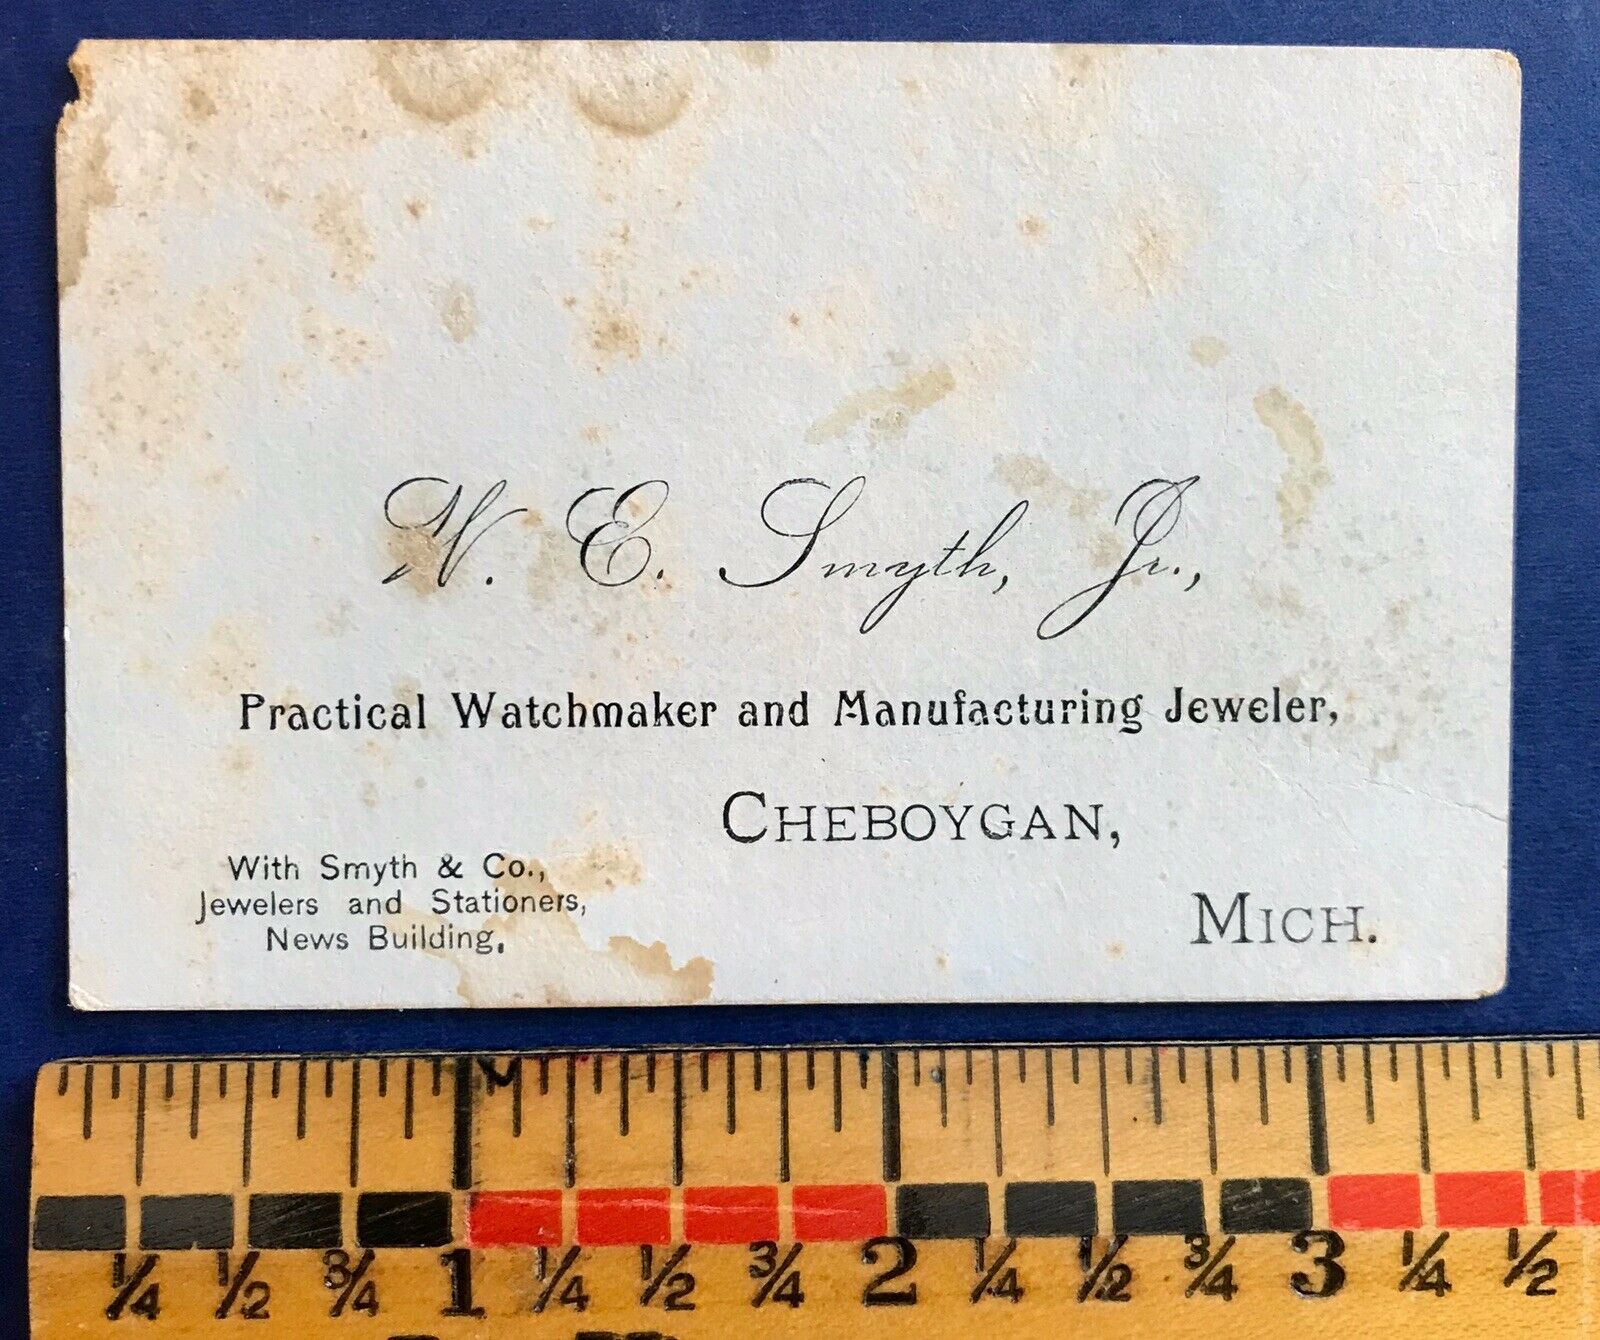 W. E. Smyth, Jr.,
Practical Watchmaker and Manufacturing Jeweler,
CHEBOYGAN,
MICH.
With Smyth & Co.,
Jewelers and Stationers,
News Building.
1/4 1/2 3/4 1 1/4 1/2 3/4 2 1/4 1/2 3/4 3 1/4 1/2